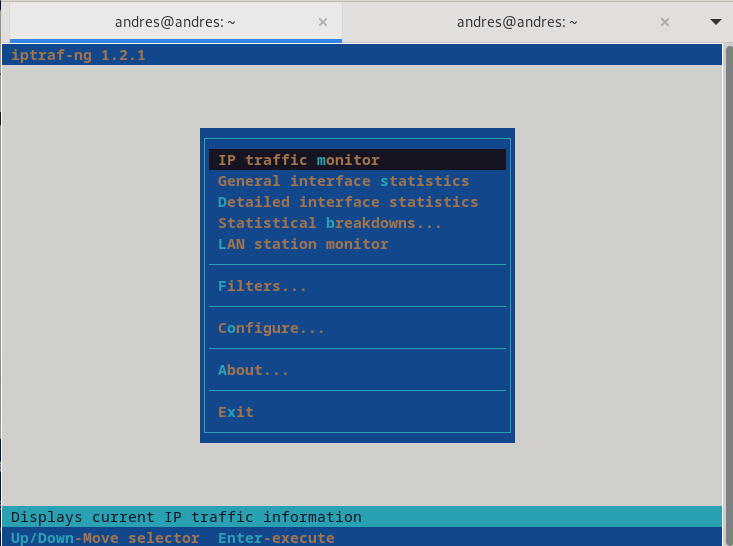 andres@andres: ~ × andres@andres: ~ ×
iptraf-ng 1.2.1
IP traffic monitor
General interface statistics
Detailed interface statistics
Statistical breakdowns...
LAN station monitor
Filters...
Configure...
About...
Exit
Displays current IP traffic information
Up/Down-Move selector  Enter-execute